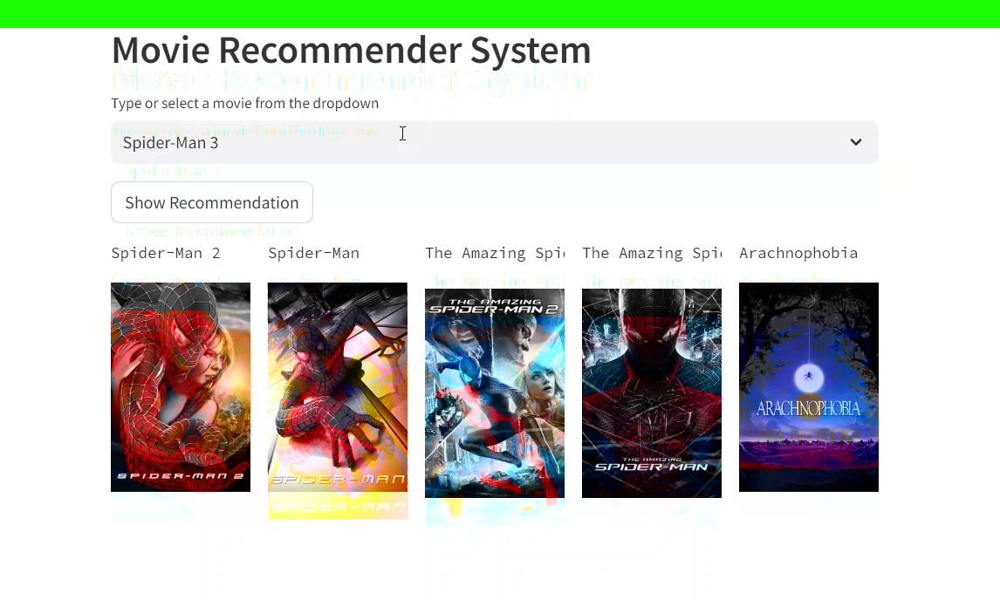 Movie Recommender System
Type or select a movie from the dropdown
Spider-Man 3
Show Recommendation
Spider-Man 2
Spider-Man
The Amazing Spi
The Amazing Spi
Arachnophobia
SPIDER-MAN 2
SPIDER-MAN
THE AMAZING
SPIDER-MAN 2
THE AMAZING
SPIDER-MAN
ARACHNOPHOBIA